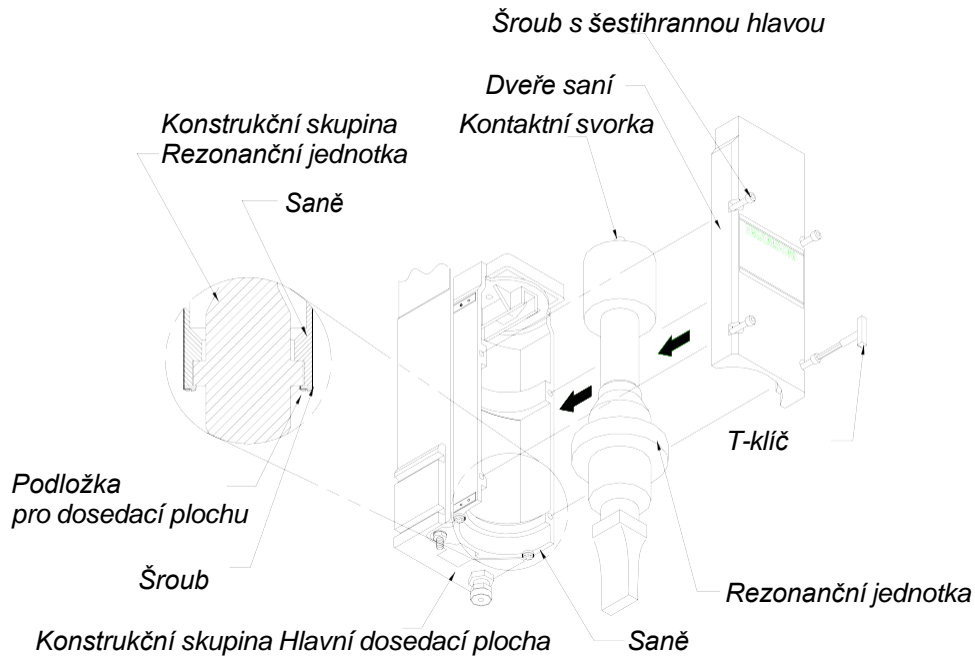 Šroub s šestihrannou hlavou
Dveře saní
Kontaktní svorka
Konstrukční skupina
Rezonanční jednotka
Saně
T-klíč
Podložka
pro dosedací plochu
Šroub
Rezonanční jednotka
Konstrukční skupina Hlavní dosedací plocha
Saně